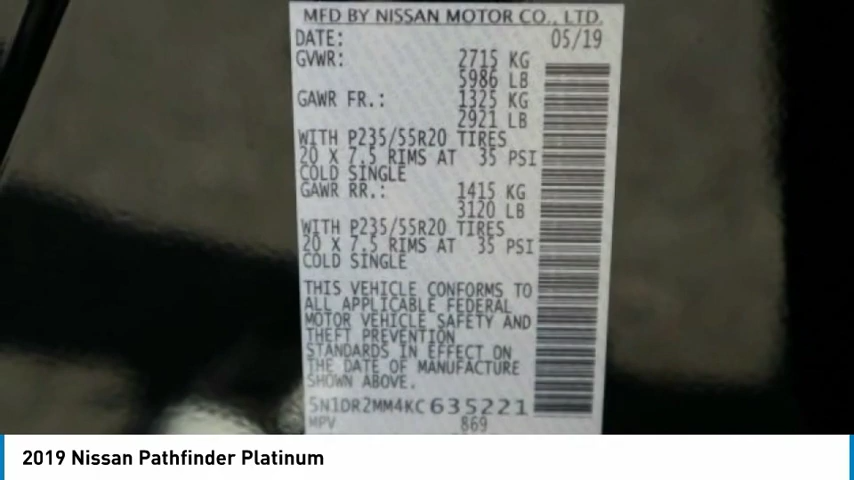 MFD BY NISSAN MOTOR CO., LTD.
DATE: 05/19
GVWR: 2715 KG
5986 LB
GAWR FR.: 1325 KG
2921 LB
WITH P235/55R20 TIRES
20 X 7.5 RIMS AT 35 PSI
COLD SINGLE
GAWR RR.: 1415 KG
3120 LB
WITH P235/55R20 TIRES
20 X 7.5 RIMS AT 35 PSI
COLD SINGLE
THIS VEHICLE CONFORMS TO
ALL APPLICABLE FEDERAL
MOTOR VEHICLE SAFETY AND
THEFT PREVENTION
STANDARDS IN EFFECT ON
THE DATE OF MANUFACTURE
SHOWN ABOVE.
5N1DR2MM4KC635221
MPV 869
2019 Nissan Pathfinder Platinum